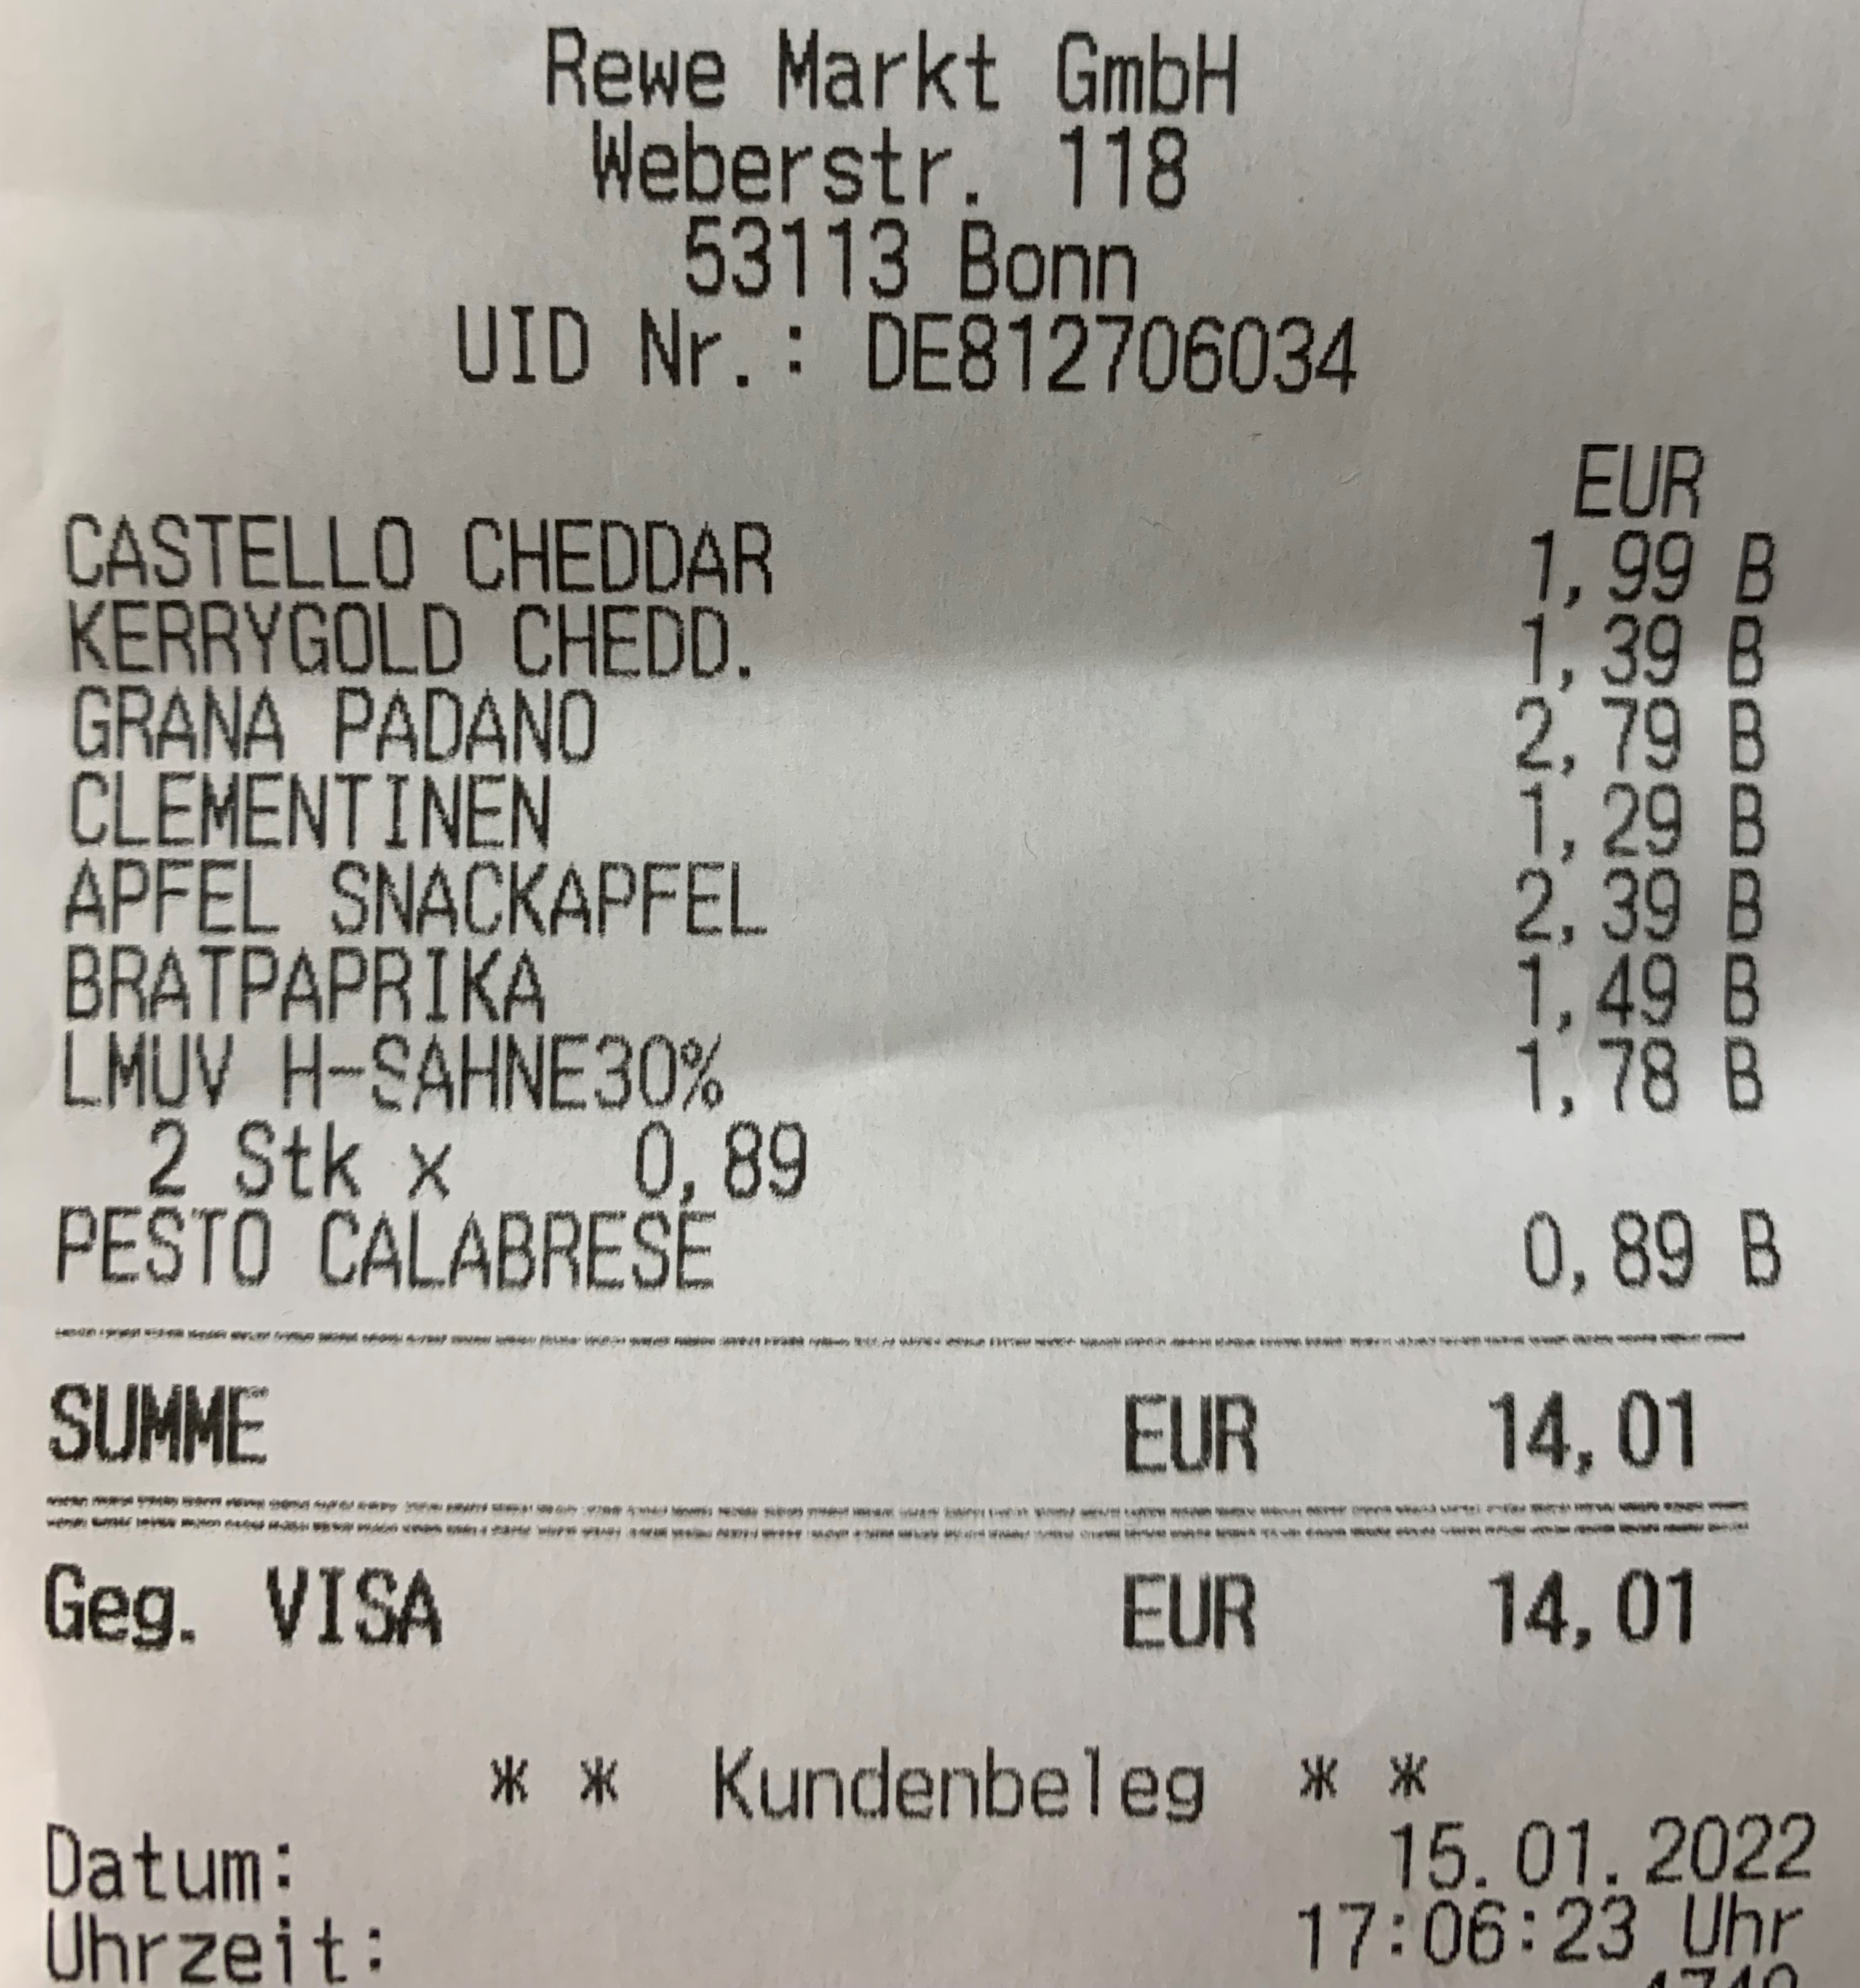 Rewe Markt GmbH
Weberstr. 118
53113 Bonn
UID Nr.: DE812706034
EUR
CASTELLO CHEDDAR 1,99 B
KERRYGOLD CHEDD. 1,39 B
GRANA PADANO 2,79 B
CLEMENTINEN 1,29 B
APFEL SNACKAPFEL 2,39 B
BRATPAPRIKA 1,49 B
LMUV H-SAHNE30% 1,78 B
2 Stk x 0,89
PESTO CALABRESE 0,89 B
SUMME EUR 14,01
Geg. VISA EUR 14,01
* * Kundenbeleg * *
Datum: 15.01.2022
Uhrzeit: 17:06:23 Uhr